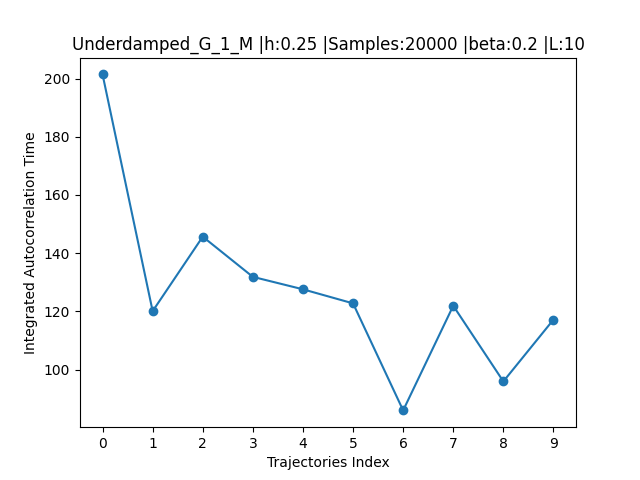 Underdamped_G_1_M |h:0.25 |Samples:20000 |beta:0.2 |L:10
200
180
160
140
120
100
Integrated Autocorrelation Time
0 1 2 3 4 5 6 7 8 9
Trajectories Index